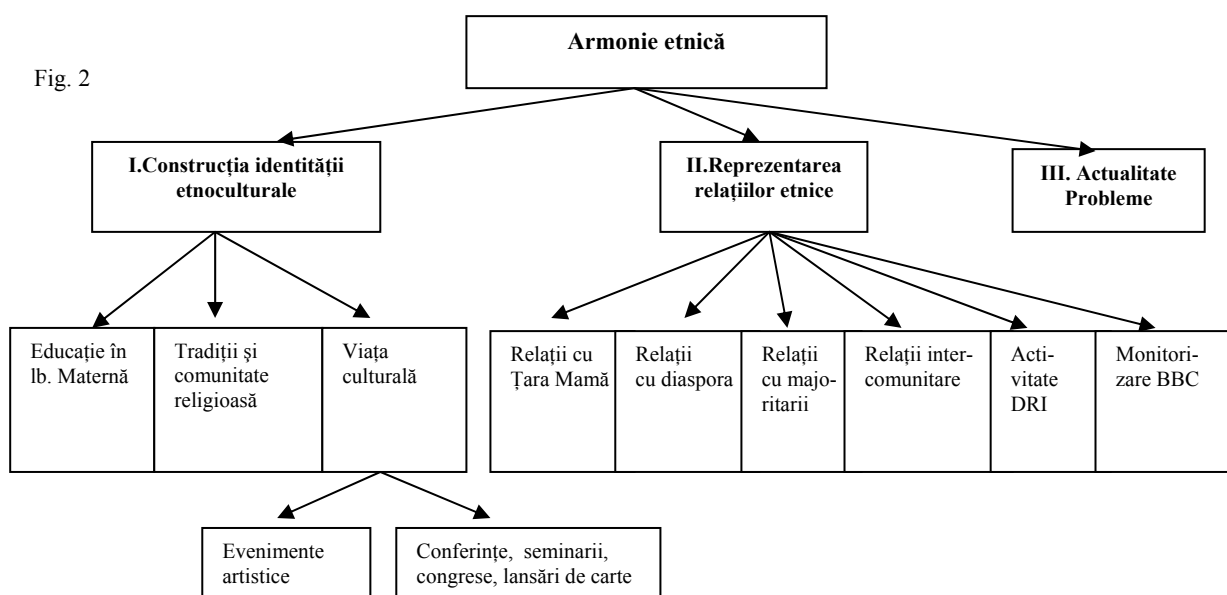 Armonie etnică
Fig. 2
I.Construcția identității
etnoculturale
II.Reprezentarea
relațiilor etnice
III. Actualitate
Probleme
Educație în
lb. Maternă
Tradiții și
comunitate
religioasă
Viața
culturală
Relații cu
Țara Mamă
Relații
cu diaspora
Relații
cu majo-
ritarii
Relații inter-
comunitare
Acti-
vitate
DRI
Monitori-
zare BBC
Evenimente
artistice
Conferințe, seminarii,
congrese, lansări de carte